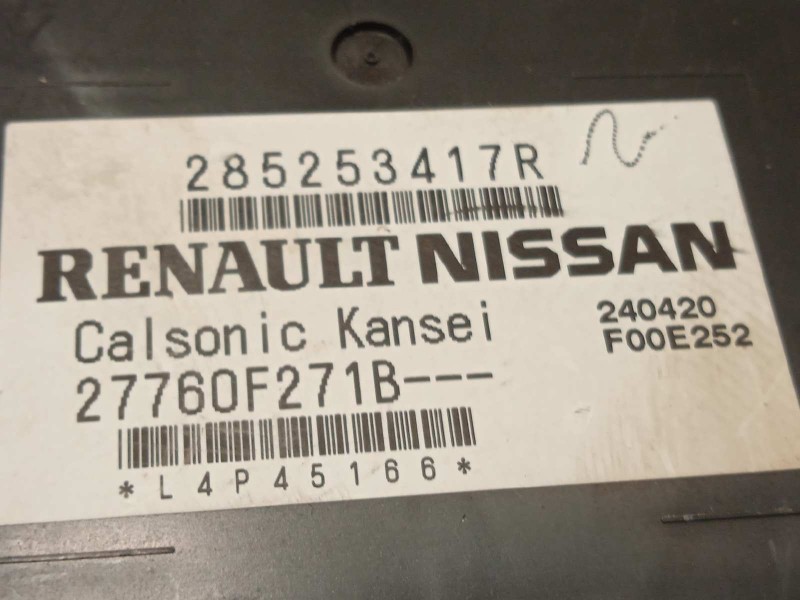 285253417R
RENAULT NISSAN
Calsonic Kansei
27760F271B---
240420
F00E252
*L4P45166*